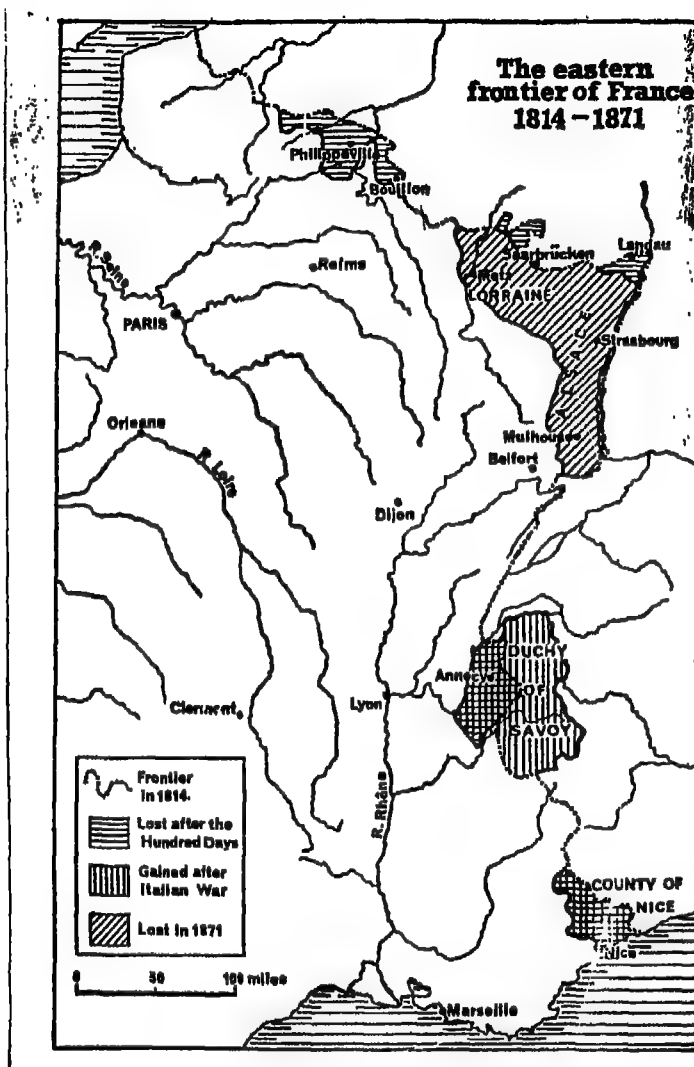 The eastern
frontier of France
1814–1871
Philippeville
Bouillon
R. Seine
Reims
Saarbrücken
Landau
Metz
LORRAINE
PARIS
ALSACE
Strasbourg
Orleans
R. Loire
Mulhouse
Belfort
Dijon
DUCHY
Annecy
OF
SAVOY
Lyon
Clermont
R. Rhône
Frontier
in 1814.
Lost after the
Hundred Days
Gained after
Italian War
Lost in 1871
COUNTY OF
NICE
Nice
0 50 100 miles
Marseille